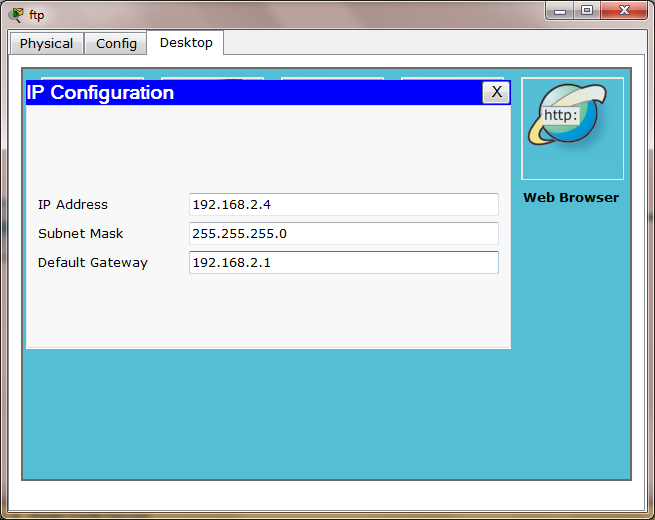 ftp
Physical Config Desktop
IP Configuration X
http:
IP Address 192.168.2.4
Web Browser
Subnet Mask 255.255.255.0
Default Gateway 192.168.2.1